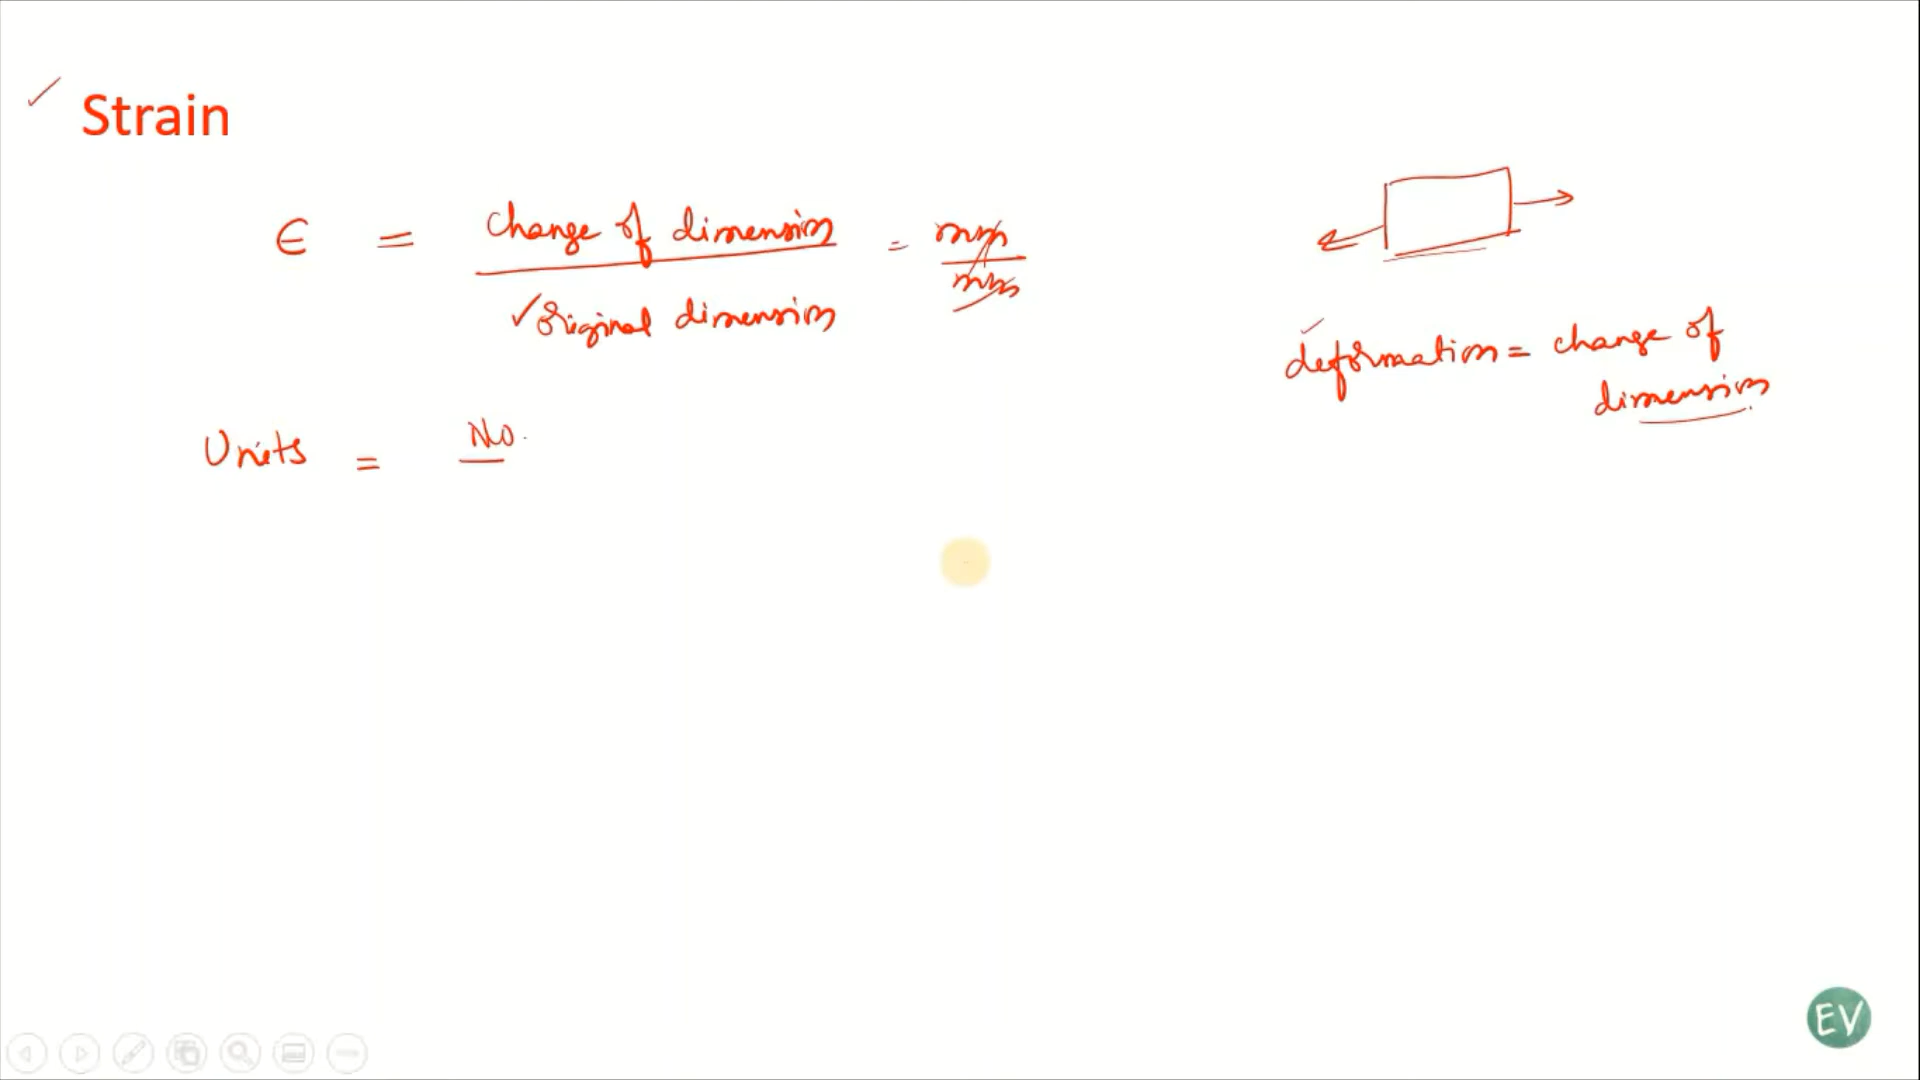 Strain
∈ = change of dimension / original dimension = mm / mm
deformation = change of
dimension
Units = No.
EV